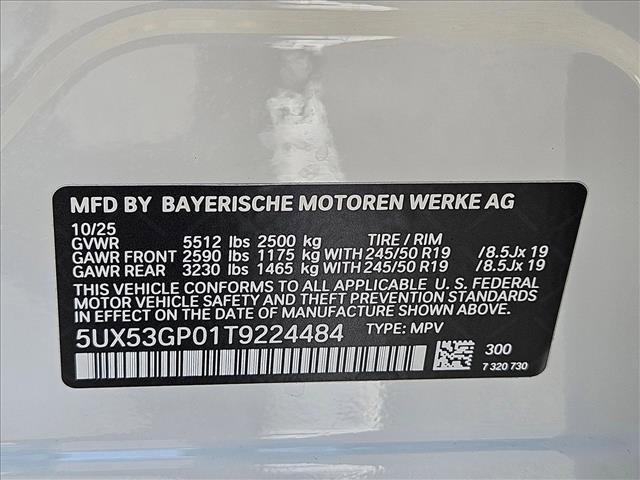 MFD BY BAYERISCHE MOTOREN WERKE AG
10/25
GVWR 5512 lbs 2500 kg TIRE / RIM
GAWR FRONT 2590 lbs 1175 kg WITH 245/50 R19 /8.5Jx 19
GAWR REAR 3230 lbs 1465 kg WITH 245/50 R19 /8.5Jx 19
THIS VEHICLE CONFORMS TO ALL APPLICABLE U. S. FEDERAL
MOTOR VEHICLE SAFETY AND THEFT PREVENTION STANDARDS
IN EFFECT ON THE DATE OF MANUFACTURE SHOWN ABOVE.
5UX53GP01T9224484 TYPE: MPV
300
7 320 730